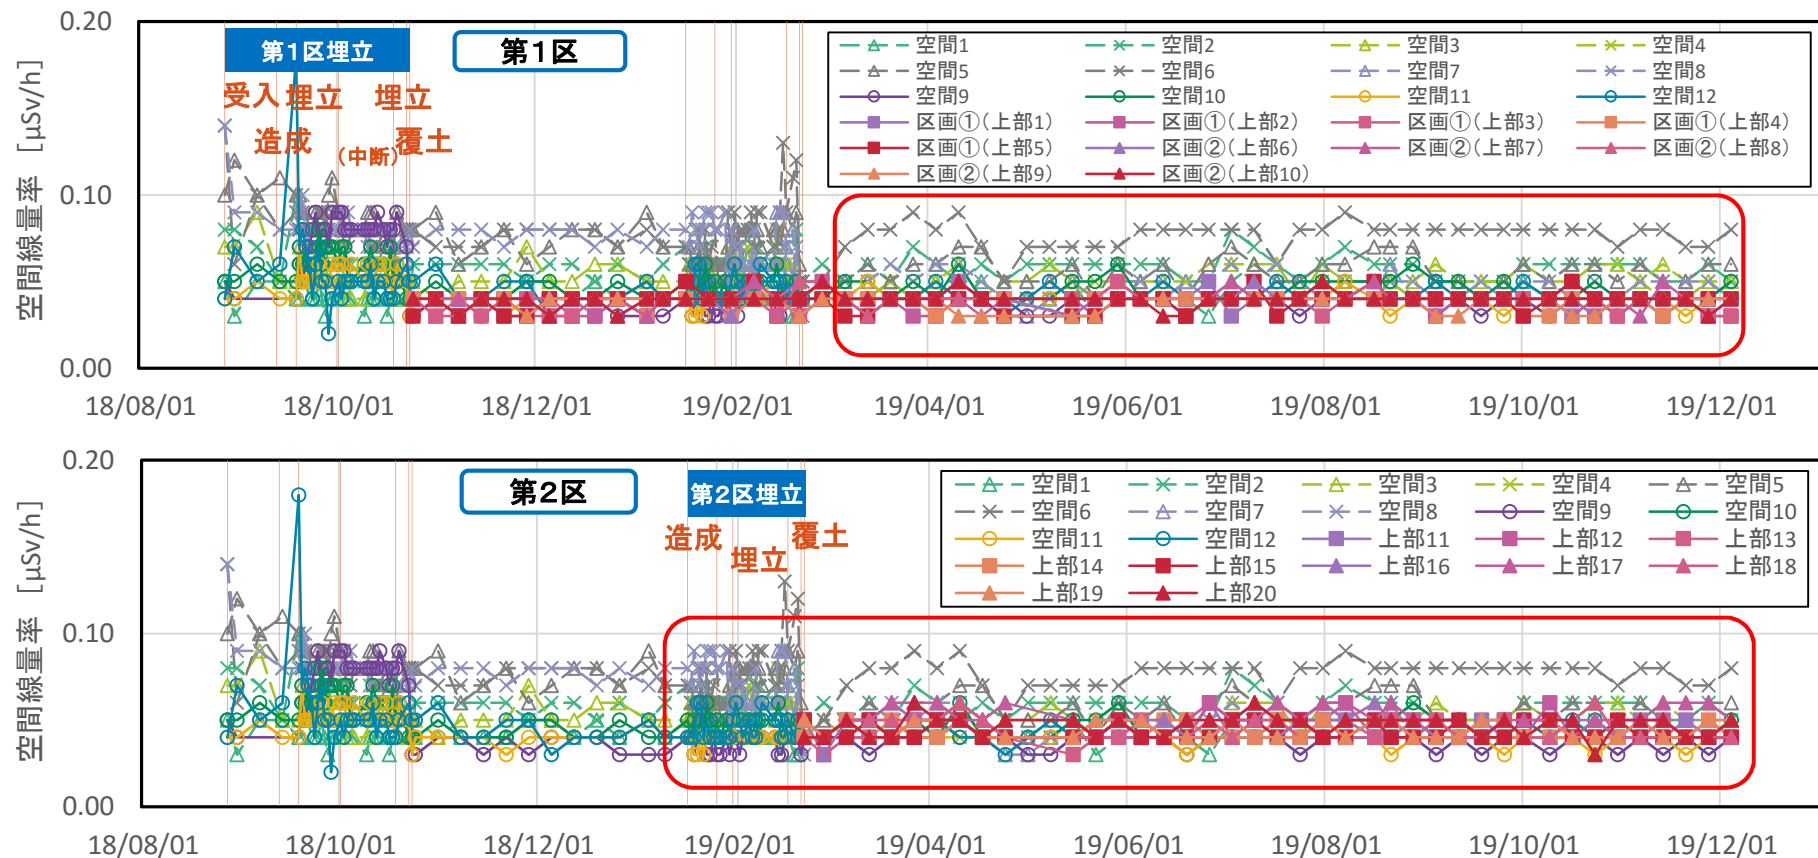 0.20
0.10
0.00
空間線量率 [μSv/h]
第1区埋立
第1区
受入 埋立 埋立
造成 (中断) 覆土
空間1 空間2 空間3 空間4
空間5 空間6 空間7 空間8
空間9 空間10 空間11 空間12
区画①(上部1) 区画①(上部2) 区画①(上部3) 区画①(上部4)
区画①(上部5) 区画②(上部6) 区画②(上部7) 区画②(上部8)
区画②(上部9) 区画②(上部10)
18/08/01 18/10/01 18/12/01 19/02/01 19/04/01 19/06/01 19/08/01 19/10/01 19/12/01
0.20
0.10
0.00
空間線量率 [μSv/h]
第2区
第2区埋立
造成 埋立 覆土
空間1 空間2 空間3 空間4 空間5
空間6 空間7 空間8 空間9 空間10
空間11 空間12 上部11 上部12 上部13
上部14 上部15 上部16 上部17 上部18
上部19 上部20
18/08/01 18/10/01 18/12/01 19/02/01 19/04/01 19/06/01 19/08/01 19/10/01 19/12/01